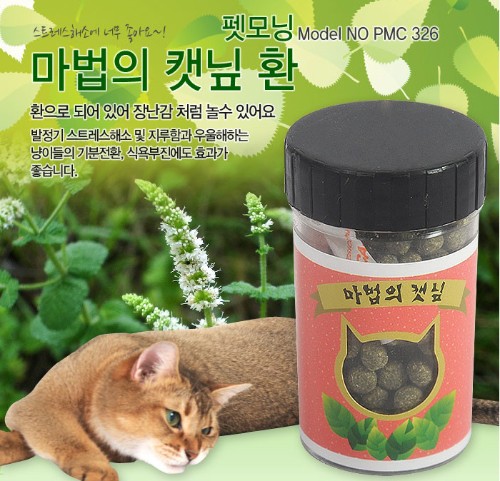 스트레스해소에 너무 좋아요~!
펫모닝 Model NO PMC 326
마법의 캣닢 환
환으로 되어 있어 장난감 처럼 놀수 있어요
발정기 스트레스해소 및 지루함과 우울해하는
냥이들의 기분전환, 식욕부진에도 효과가
좋습니다.
마법의 캣닢